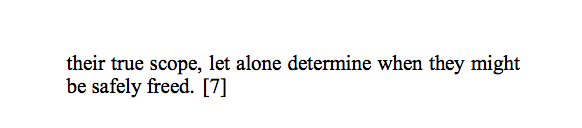 their true scope, let alone determine when they might
be safely freed. [7]